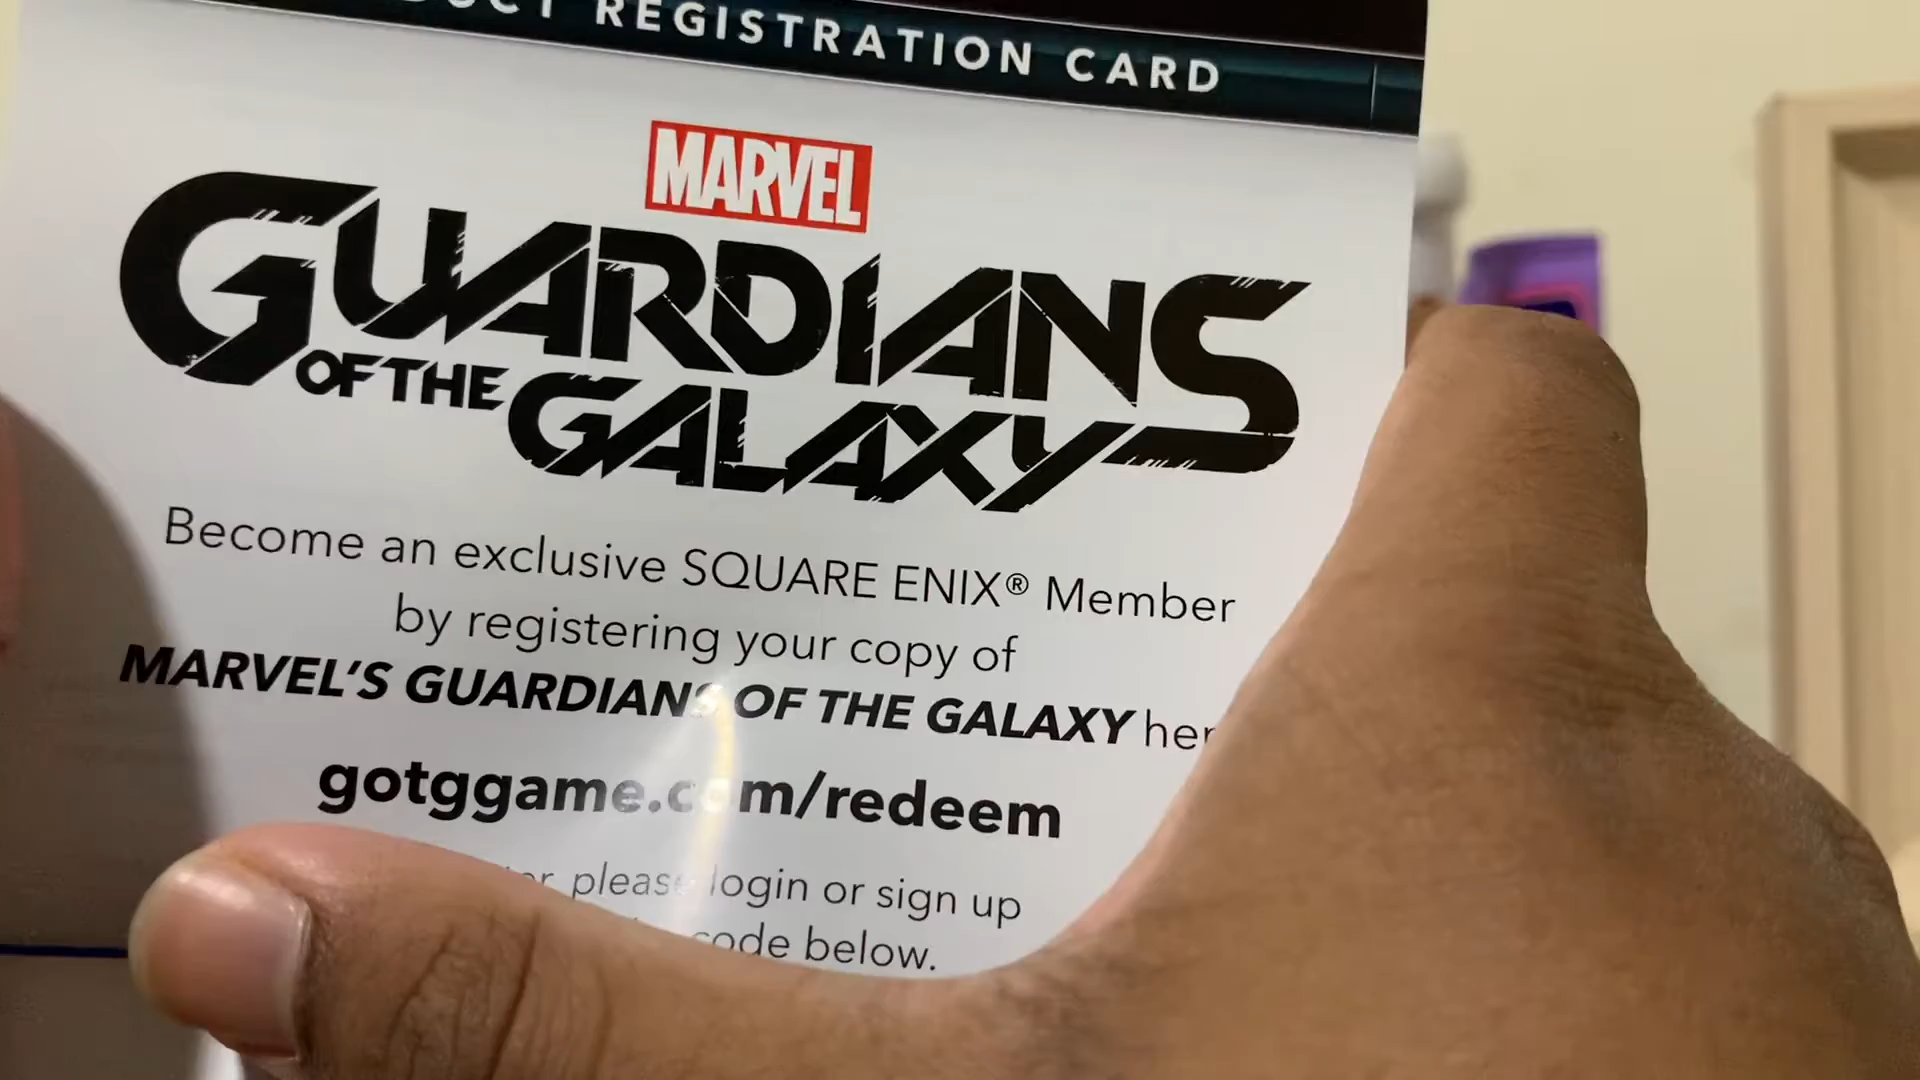 REGISTRATION CARD
MARVEL
GUARDIANS
OF THE GALAXY
Become an exclusive SQUARE ENIX® Member
by registering your copy of
MARVEL'S GUARDIANS OF THE GALAXY
gotggame.com/redeem
please login or sign up
code below.